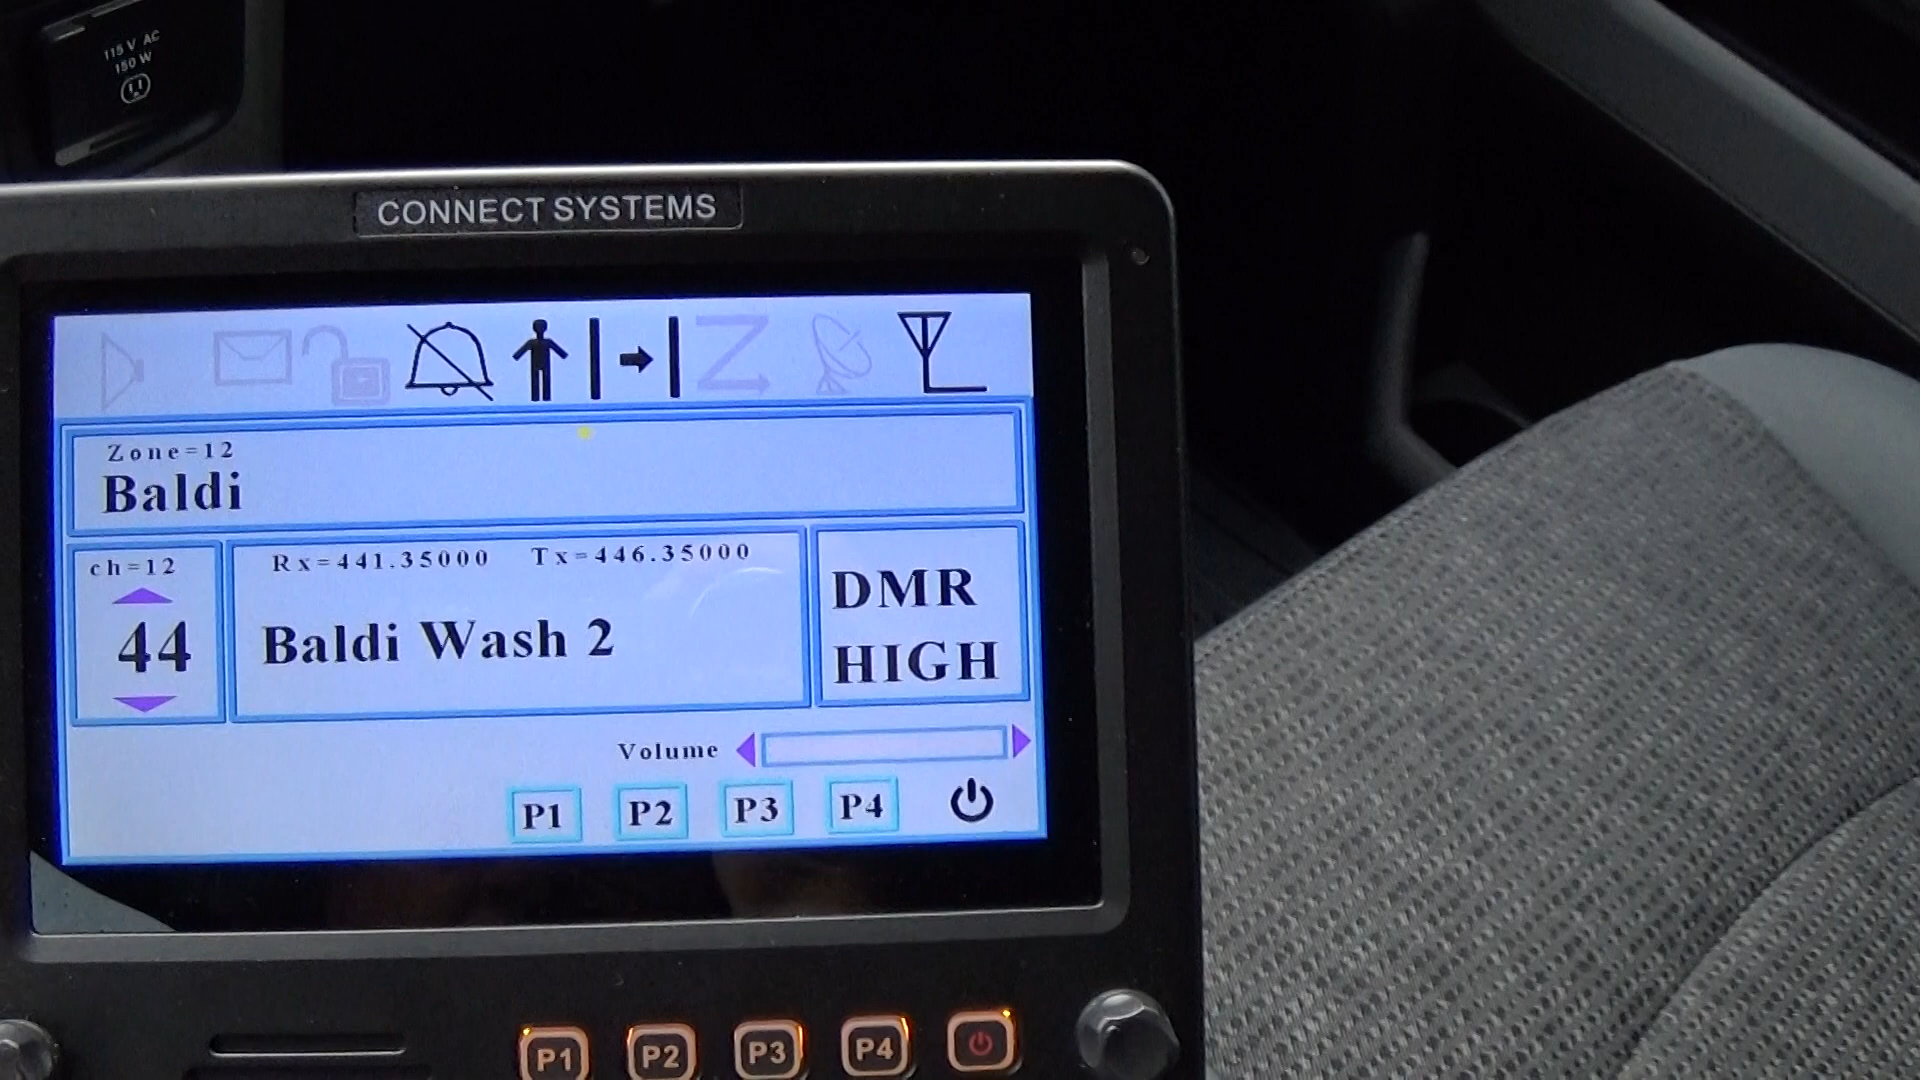 115 V AC
150 W
CONNECT SYSTEMS
Zone=12
Baldi
ch=12
44
Rx=441.35000 Tx=446.35000
Baldi Wash 2
DMR
HIGH
Volume
P1 P2 P3 P4
P1 P2 P3 P4